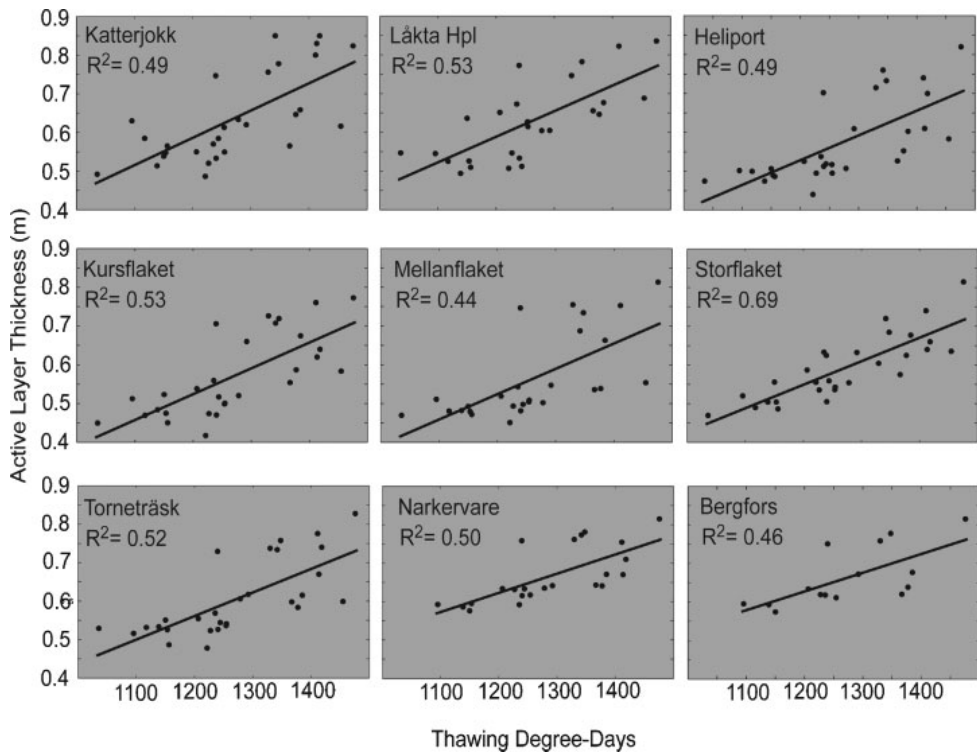 Active Layer Thickness (m)
0.9
0.8
0.7
0.6
0.5
0.4
Katterjokk
R²= 0.49
Låkta Hpl
R²= 0.53
Heliport
R²= 0.49
0.9
0.8
0.7
0.6
0.5
0.4
Kursflaket
R²= 0.53
Mellanflaket
R²= 0.44
Storflaket
R²= 0.69
0.9
0.8
0.7
0.6
0.5
0.4
Torneträsk
R²= 0.52
Narkervare
R²= 0.50
Bergfors
R²= 0.46
1100 1200 1300 1400
1100 1200 1300 1400
1100 1200 1300 1400
Thawing Degree-Days